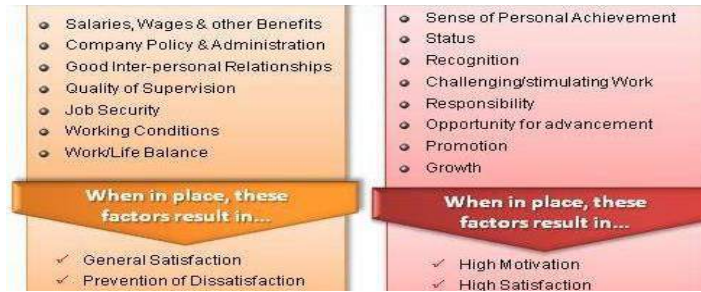 Salaries, Wages & other Benefits
Company Policy & Administration
Good Inter-personal Relationships
Quality of Supervision
Job Security
Working Conditions
Work/Life Balance
When in place, these
factors result in...
General Satisfaction
Prevention of Dissatisfaction
Sense of Personal Achievement
Status
Recognition
Challenging/stimulating Work
Responsibility
Opportunity for advancement
Promotion
Growth
When in place, these
factors result in...
High Motivation
High Satisfaction